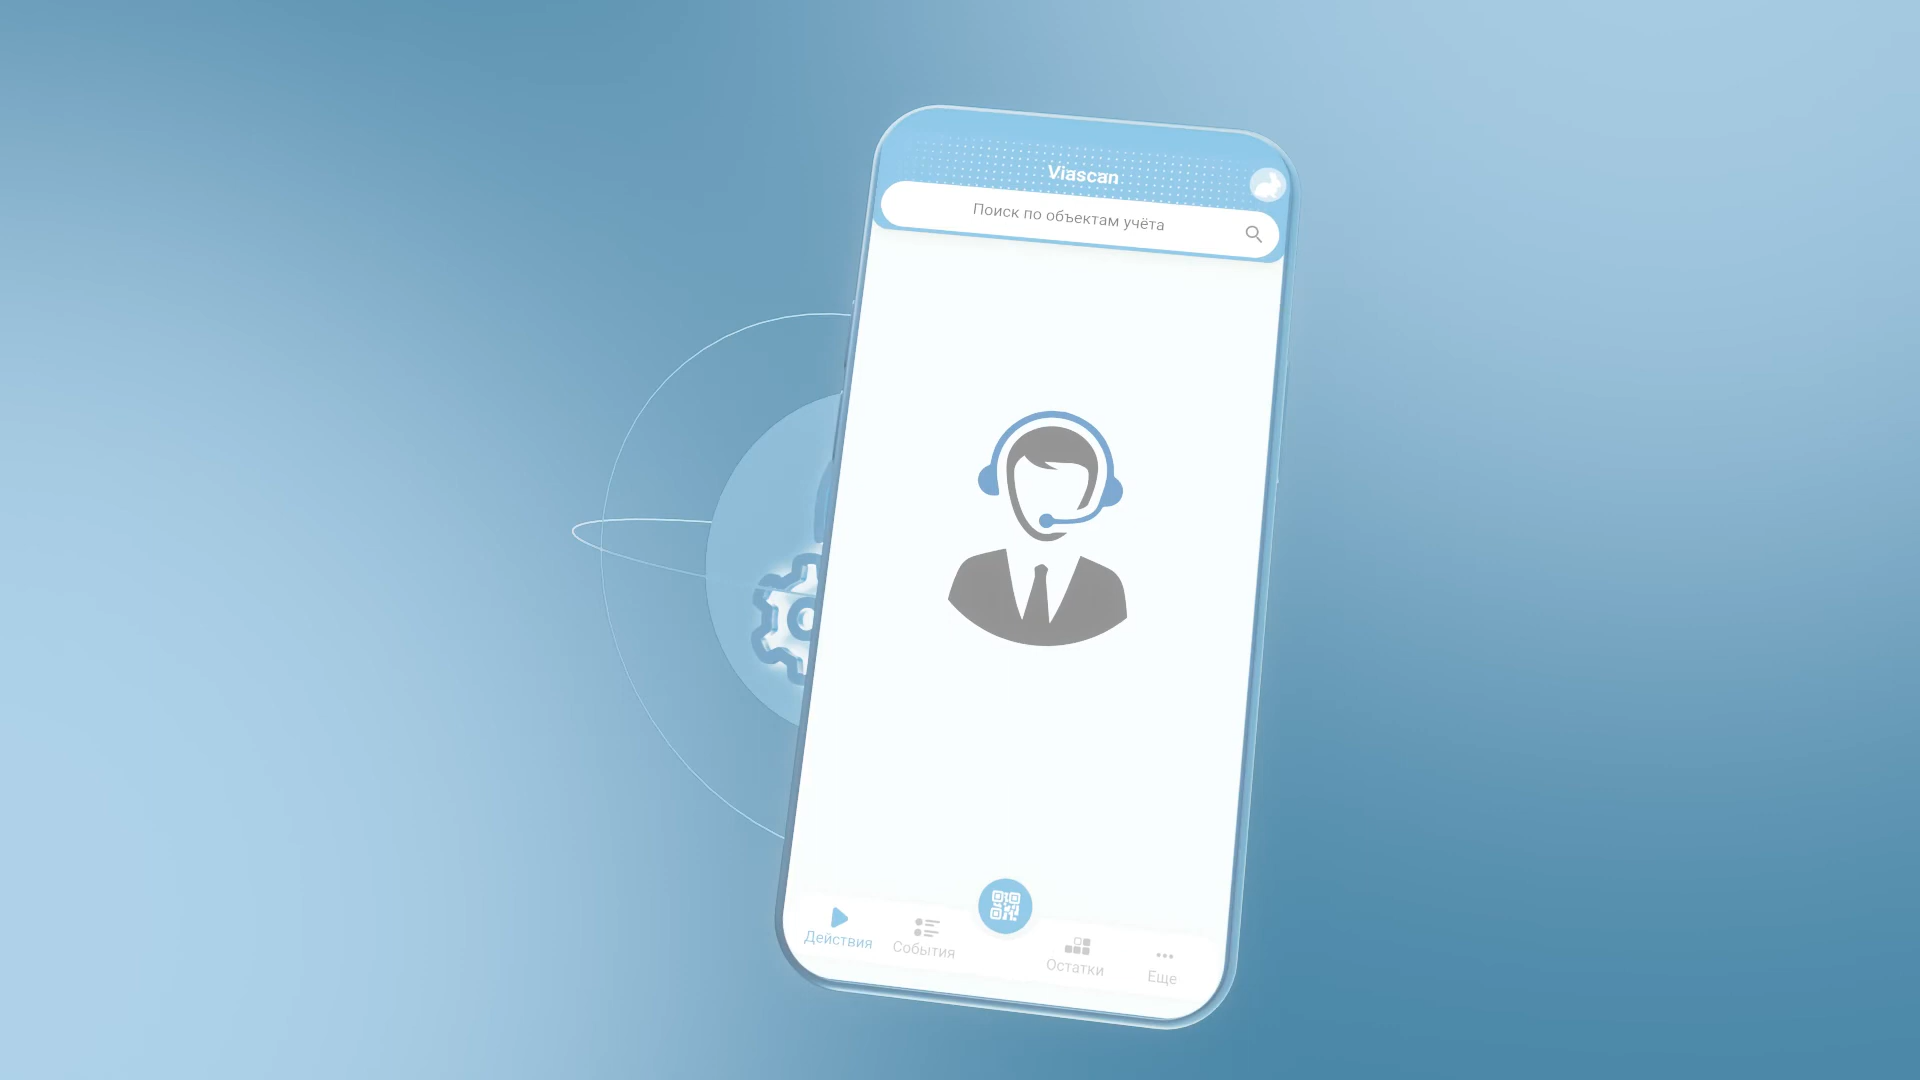 Viascan
Поиск по объектам учёта
Действия
События
Остатки
Еще